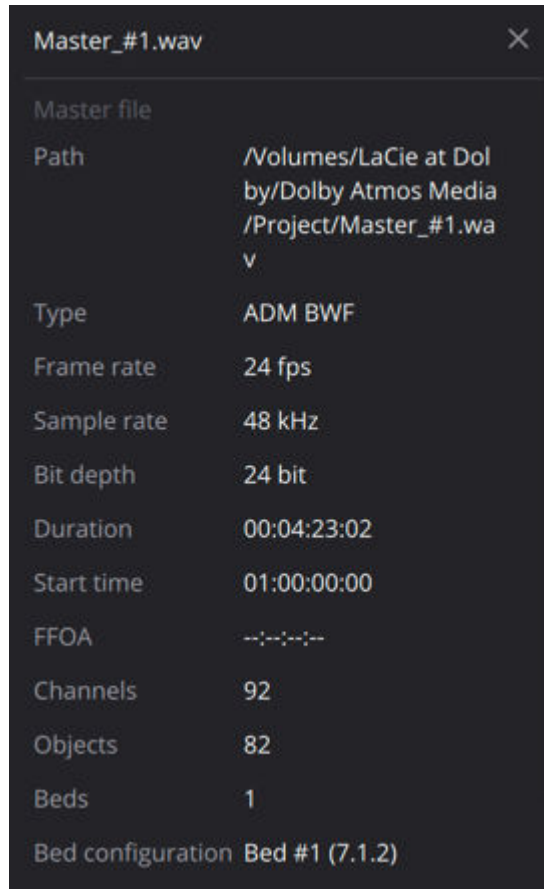 Master_#1.wav
Master file
Path /Volumes/LaCie at Dol
by/Dolby Atmos Media
/Project/Master_#1.wa
v
Type ADM BWF
Frame rate 24 fps
Sample rate 48 kHz
Bit depth 24 bit
Duration 00:04:23:02
Start time 01:00:00:00
FFOA --:--:--:--
Channels 92
Objects 82
Beds 1
Bed configuration Bed #1 (7.1.2)